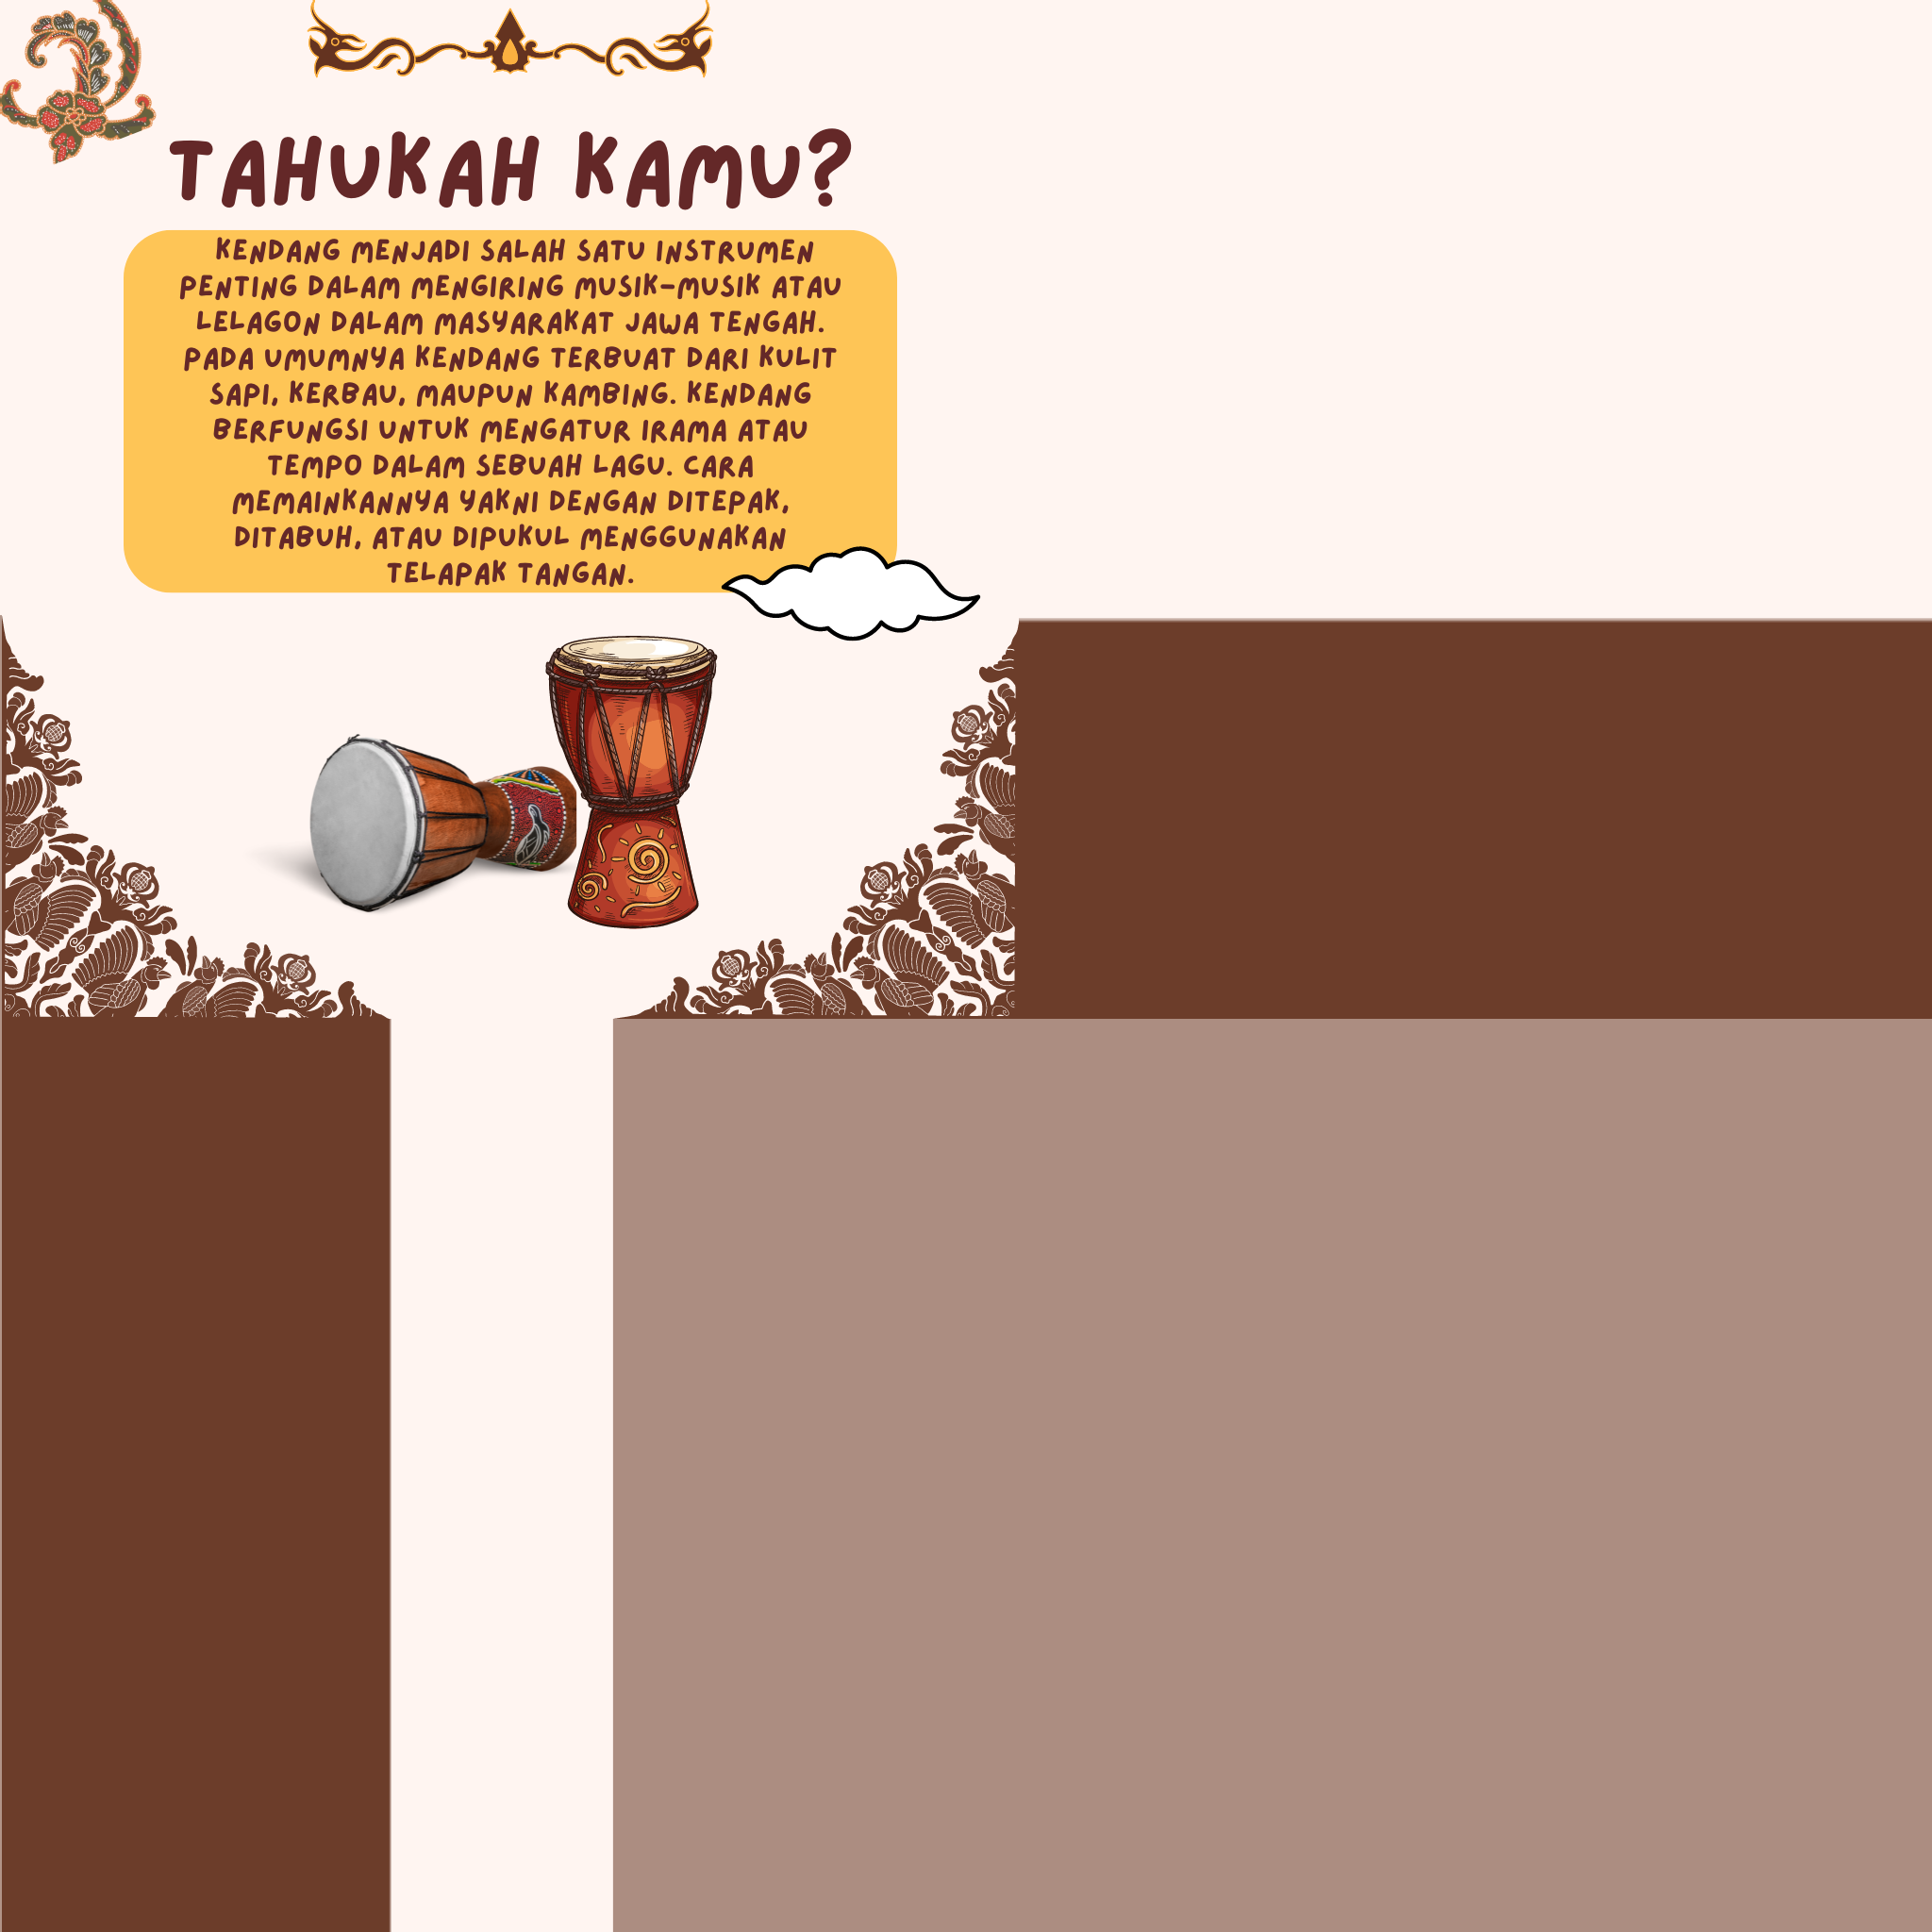 TAHUKAH KAMU?
KENDANG MENJADI SALAH SATU INSTRUMEN
PENTING DALAM MENGIRING MUSIK-MUSIK ATAU
LELAGON DALAM MASYARAKAT JAWA TENGAH.
PADA UMUMNYA KENDANG TERBUAT DARI KULIT
SAPI, KERBAU, MAUPUN KAMBING. KENDANG
BERFUNGSI UNTUK MENGATUR IRAMA ATAU
TEMPO DALAM SEBUAH LAGU. CARA
MEMAINKANNYA YAKNI DENGAN DITEPAK,
DITABUH, ATAU DIPUKUL MENGGUNAKAN
TELAPAK TANGAN.